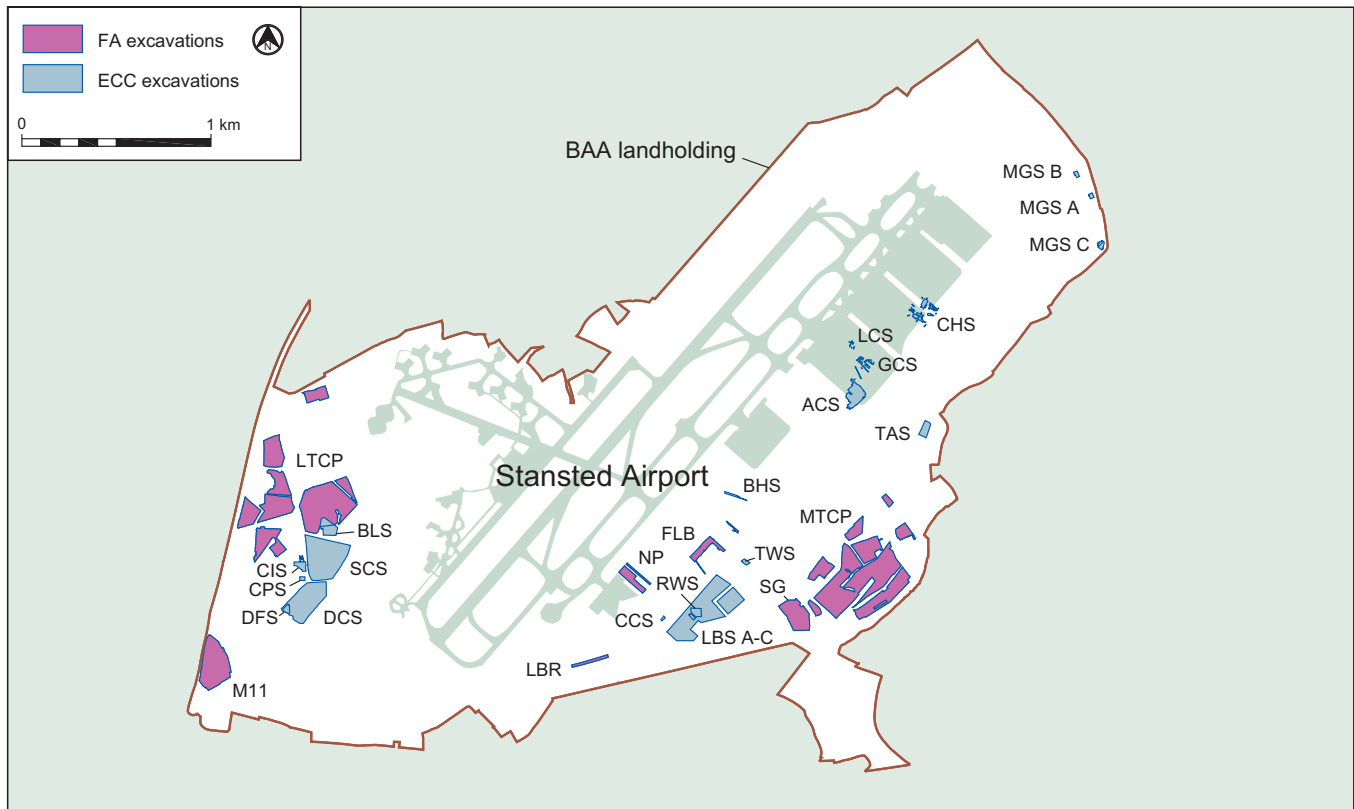 FA excavations
N
ECC excavations
0 1 km
BAA landholding
MGS B
MGS A
MGS C
CHS
LCS
GCS
ACS
TAS
LTCP
Stansted Airport
BHS
MTCP
BLS
FLB
TWS
NP
CIS
SCS
RWS
SG
CPS
DFS
DCS
CCS
LBS A-C
LBR
M11